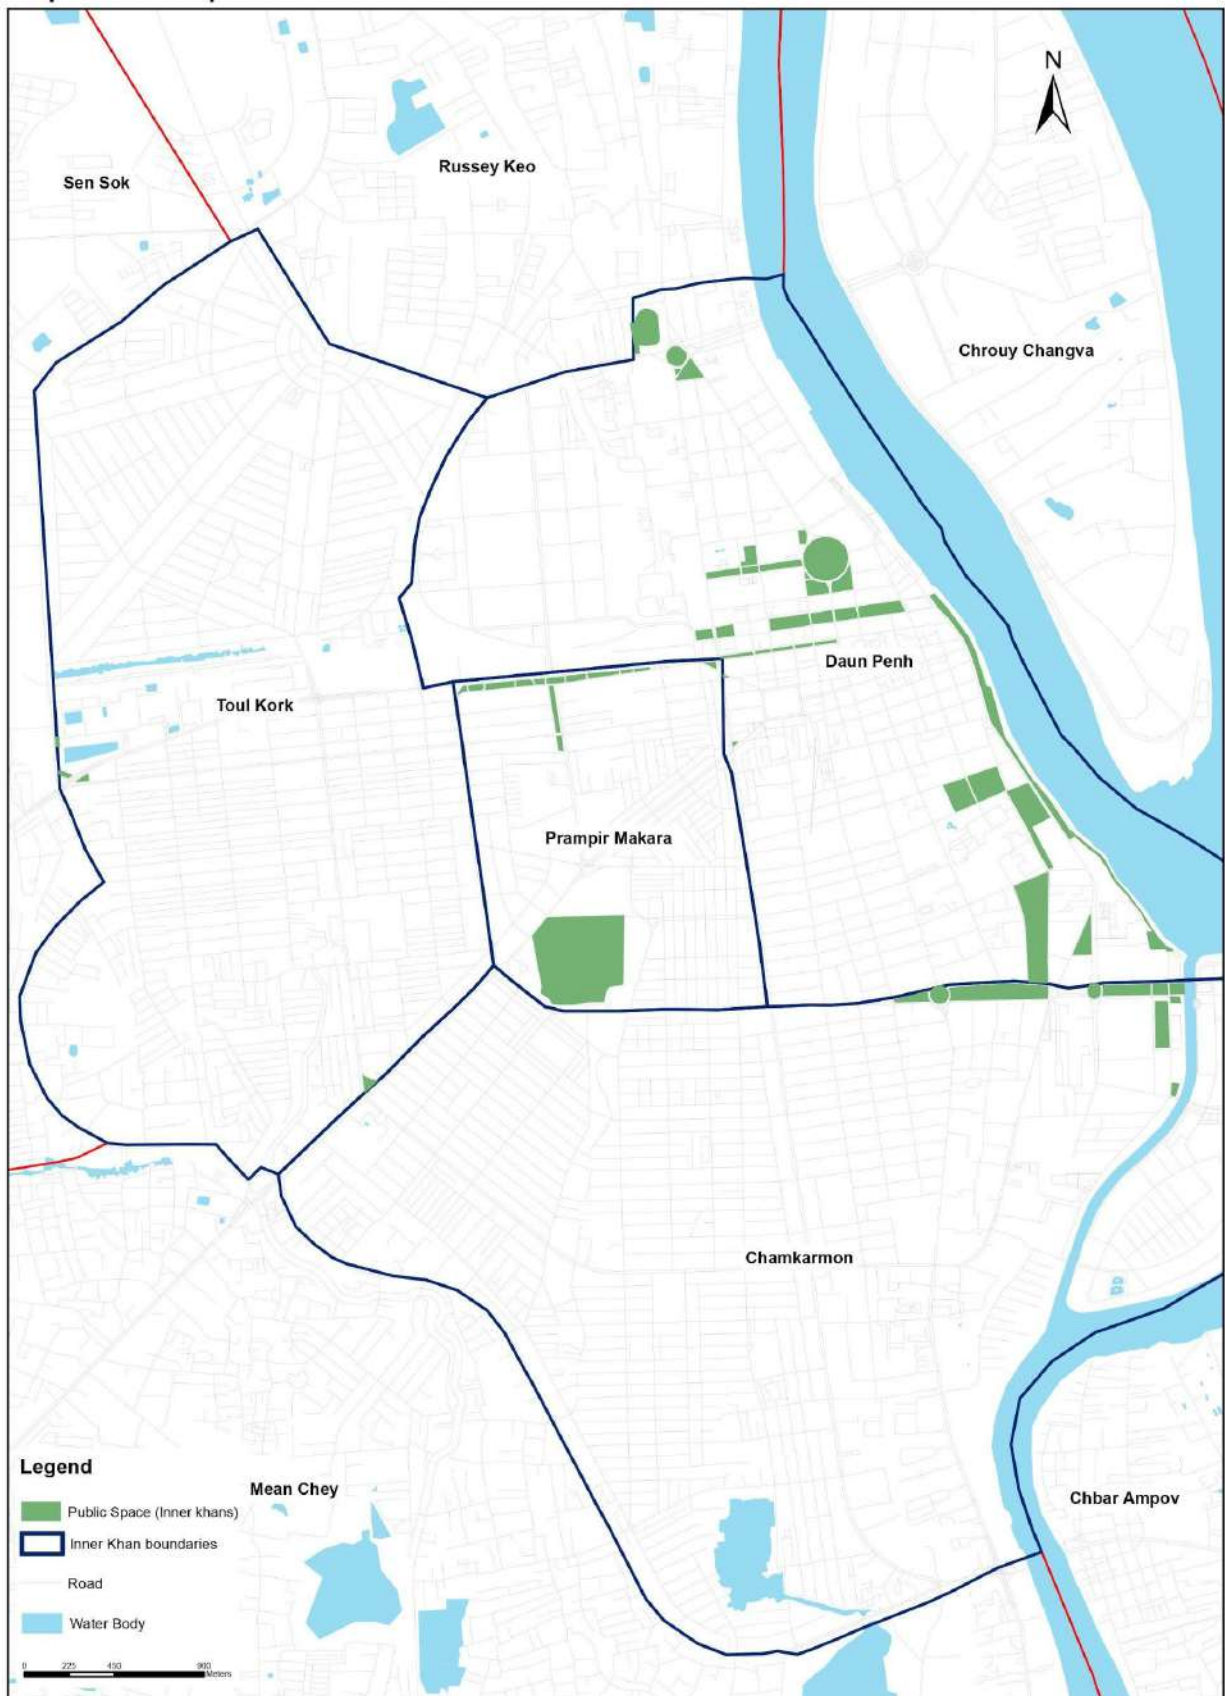 N
Russey Keo
Sen Sok
Chrouy Changva
Daun Penh
Toul Kork
Prampir Makara
Chamkarmon
Legend
Mean Chey
Chbar Ampov
Public Space (Inner khans)
Inner Khan boundaries
Road
Water Body
0 225 450 900
Meters